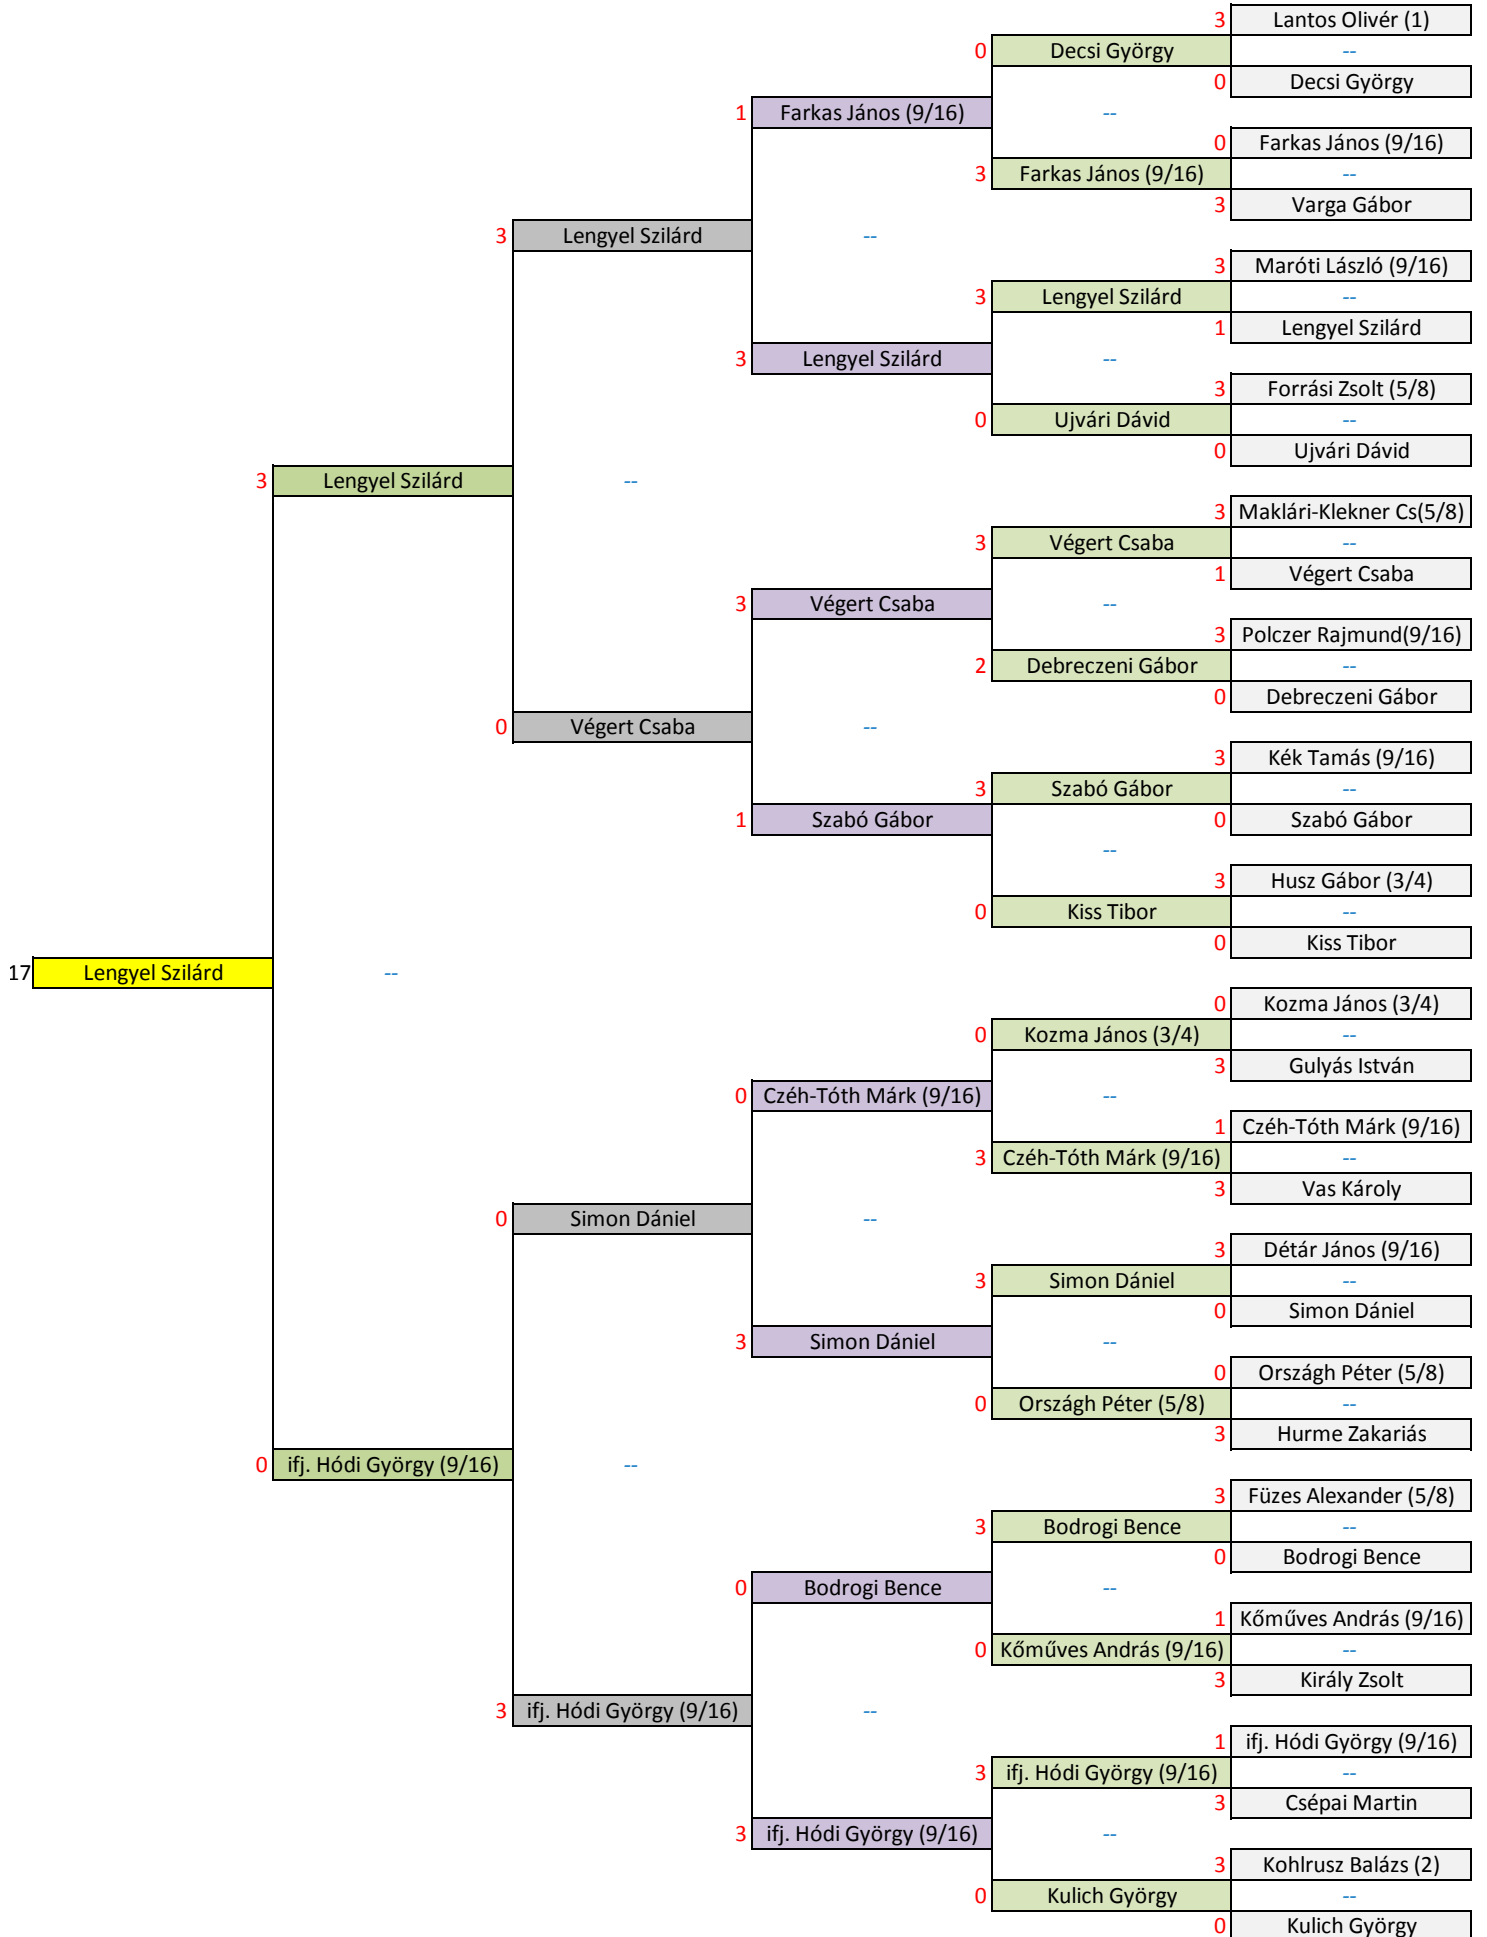 3 Lantos Olivér (1)
0 Decsi György --
0 Decsi György
1 Farkas János (9/16) --
0 Farkas János (9/16)
3 Farkas János (9/16) --
3 Varga Gábor
3 Lengyel Szilárd --
3 Maróti László (9/16)
3 Lengyel Szilárd --
1 Lengyel Szilárd
3 Lengyel Szilárd --
3 Forrási Zsolt (5/8)
0 Ujvári Dávid --
0 Ujvári Dávid
3 Lengyel Szilárd --
3 Maklári-Klekner Cs(5/8)
3 Végert Csaba --
1 Végert Csaba
3 Végert Csaba --
3 Polczer Rajmund(9/16)
2 Debreczeni Gábor --
0 Debreczeni Gábor
0 Végert Csaba --
3 Kék Tamás (9/16)
3 Szabó Gábor --
1 Szabó Gábor 0 Szabó Gábor
--
3 Husz Gábor (3/4)
0 Kiss Tibor --
0 Kiss Tibor
17 Lengyel Szilárd --
0 Kozma János (3/4)
0 Kozma János (3/4) --
3 Gulyás István
0 Czéh-Tóth Márk (9/16) --
1 Czéh-Tóth Márk (9/16)
3 Czéh-Tóth Márk (9/16) --
3 Vas Károly
0 Simon Dániel --
3 Détár János (9/16)
3 Simon Dániel --
0 Simon Dániel
3 Simon Dániel --
0 Országh Péter (5/8)
0 Országh Péter (5/8) --
3 Hurme Zakariás
0 ifj. Hódi György (9/16) --
3 Füzes Alexander (5/8)
3 Bodrogi Bence --
0 Bodrogi Bence
0 Bodrogi Bence --
1 Kőműves András (9/16)
0 Kőműves András (9/16) --
3 Király Zsolt
3 ifj. Hódi György (9/16) --
1 ifj. Hódi György (9/16)
3 ifj. Hódi György (9/16) --
3 Csépai Martin
3 ifj. Hódi György (9/16) --
3 Kohlrusz Balázs (2)
0 Kulich György --
0 Kulich György